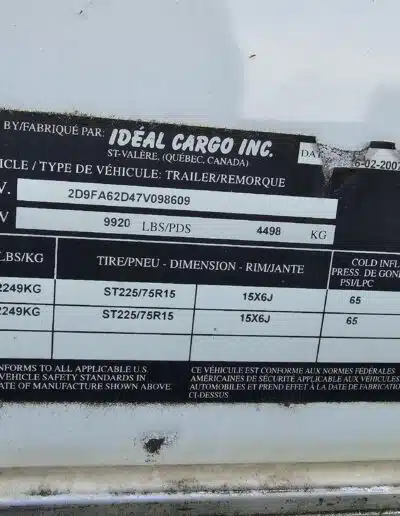 BY/FABRIQUÉ PAR: IDÉAL CARGO INC.
ST-VALÈRE, (QUÉBEC, CANADA)
DAT 6-02-2007
ICLE / TYPE DE VÉHICULE: TRAILER/REMORQUE
V. 2D9FA62D47V098609
V 9920 LBS/PDS 4498 KG
LBS/KG TIRE/PNEU - DIMENSION - RIM/JANTE COLD INFL
PRESS. DE GON
PSI/LPC
2249KG ST225/75R15 15X6J 65
2249KG ST225/75R15 15X6J 65
NFORMS TO ALL APPLICABLE U.S.
VEHICLE SAFETY STANDARDS IN
ATE OF MANUFACTURE SHOWN ABOVE
CE VÉHICULE EST CONFORME AUX NORMES FÉDÉRALES
AMÉRICAINES DE SÉCURITE APPLICABLE AUX VÉHICULES
AUTOMOBILES ET PREND EFFET À LA DATE DE FABRICATIO
CI-DESSUS